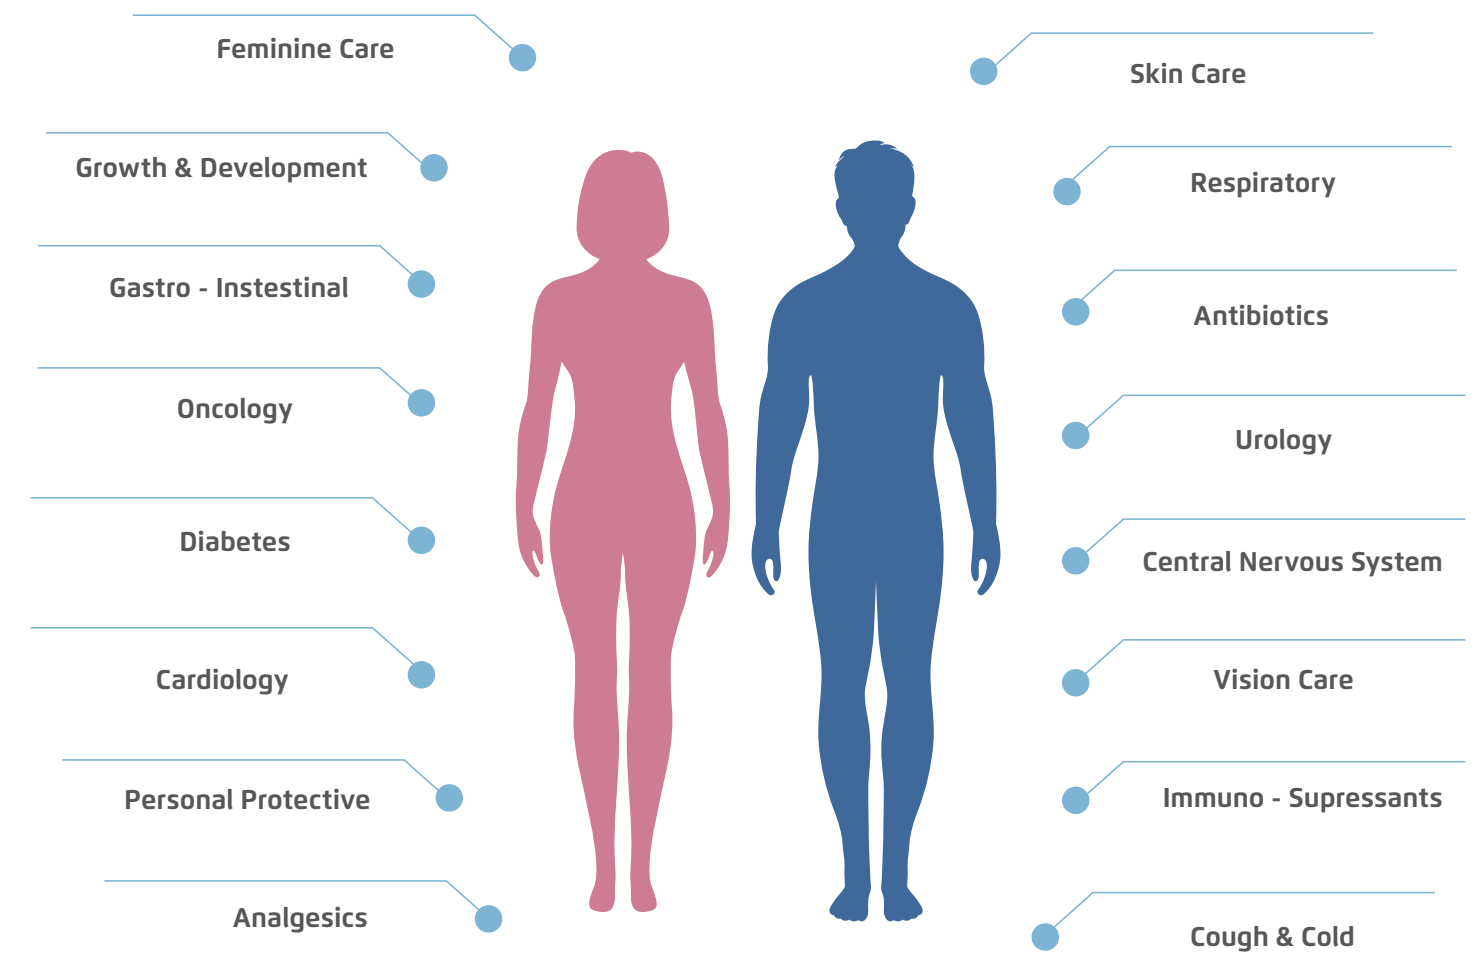 Feminine Care
Growth & Development
Gastro - Instestinal
Oncology
Diabetes
Cardiology
Personal Protective
Analgesics
Skin Care
Respiratory
Antibiotics
Urology
Central Nervous System
Vision Care
Immuno - Supressants
Cough & Cold